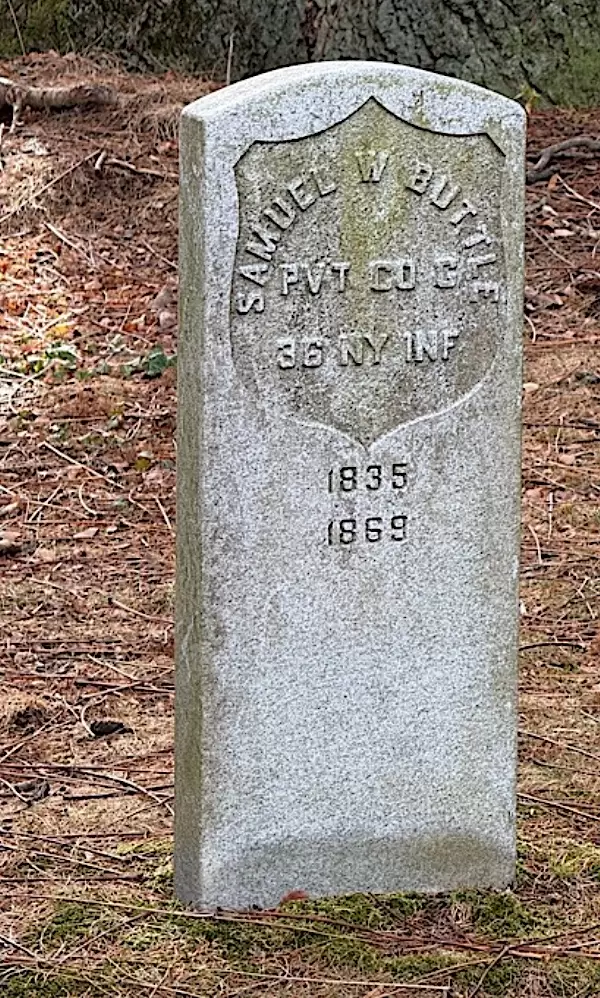 SAMUEL W BUTTLE
PVT CO G
36 NY INF
1835
1869